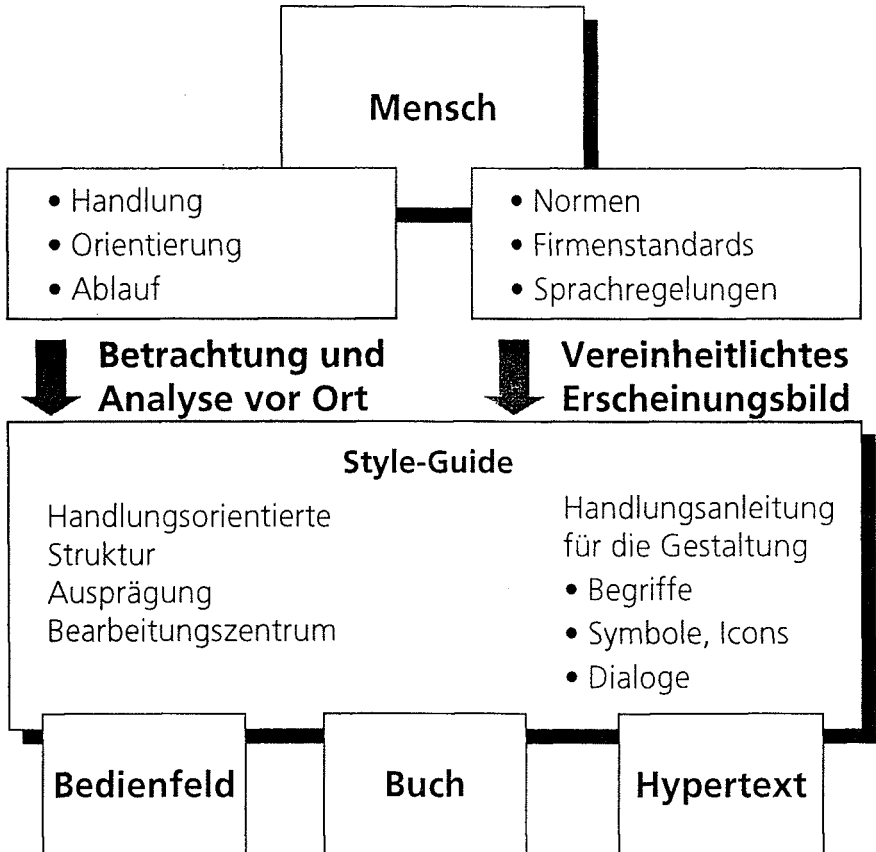 Mensch
• Handlung
• Orientierung
• Ablauf
• Normen
• Firmenstandards
• Sprachregelungen
Betrachtung und
Analyse vor Ort
Vereinheitlichtes
Erscheinungsbild
Style-Guide
Handlungsorientierte
Struktur
Ausprägung
Bearbeitungszentrum
Handlungsanleitung
für die Gestaltung
• Begriffe
• Symbole, Icons
• Dialoge
Bedienfeld
Buch
Hypertext